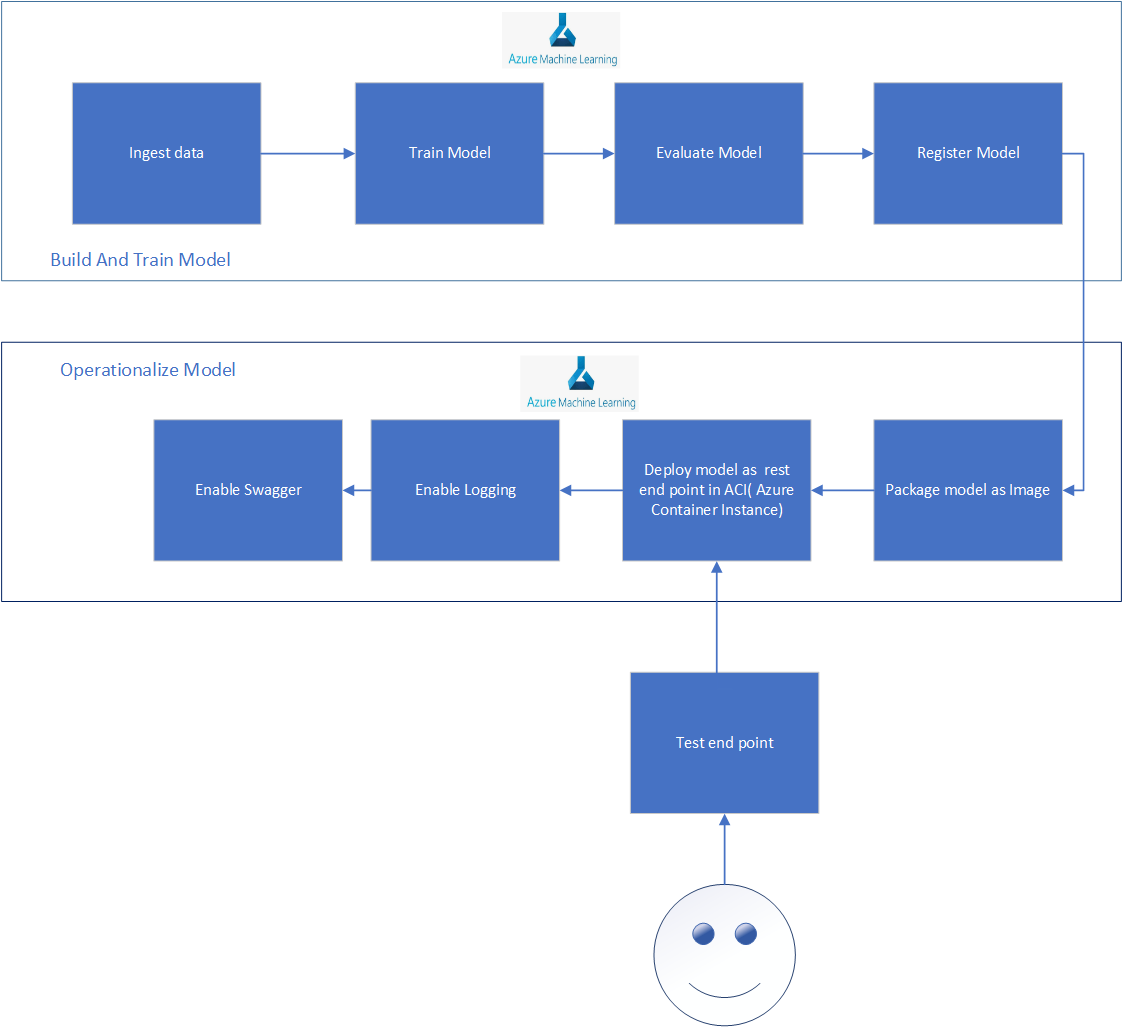 Azure Machine Learning
Ingest data
Train Model
Evaluate Model
Register Model
Build And Train Model
Operationalize Model
Azure Machine Learning
Enable Swagger
Enable Logging
Deploy model as rest
end point in ACI( Azure
Container Instance)
Package model as Image
Test end point